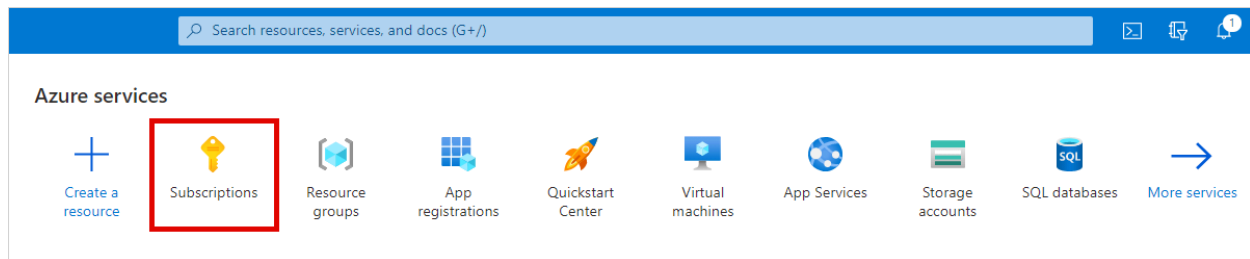 Search resources, services, and docs (G+/)
1
Azure services
SQL
Create a resource
Subscriptions
Resource groups
App registrations
Quickstart Center
Virtual machines
App Services
Storage accounts
SQL databases
More services